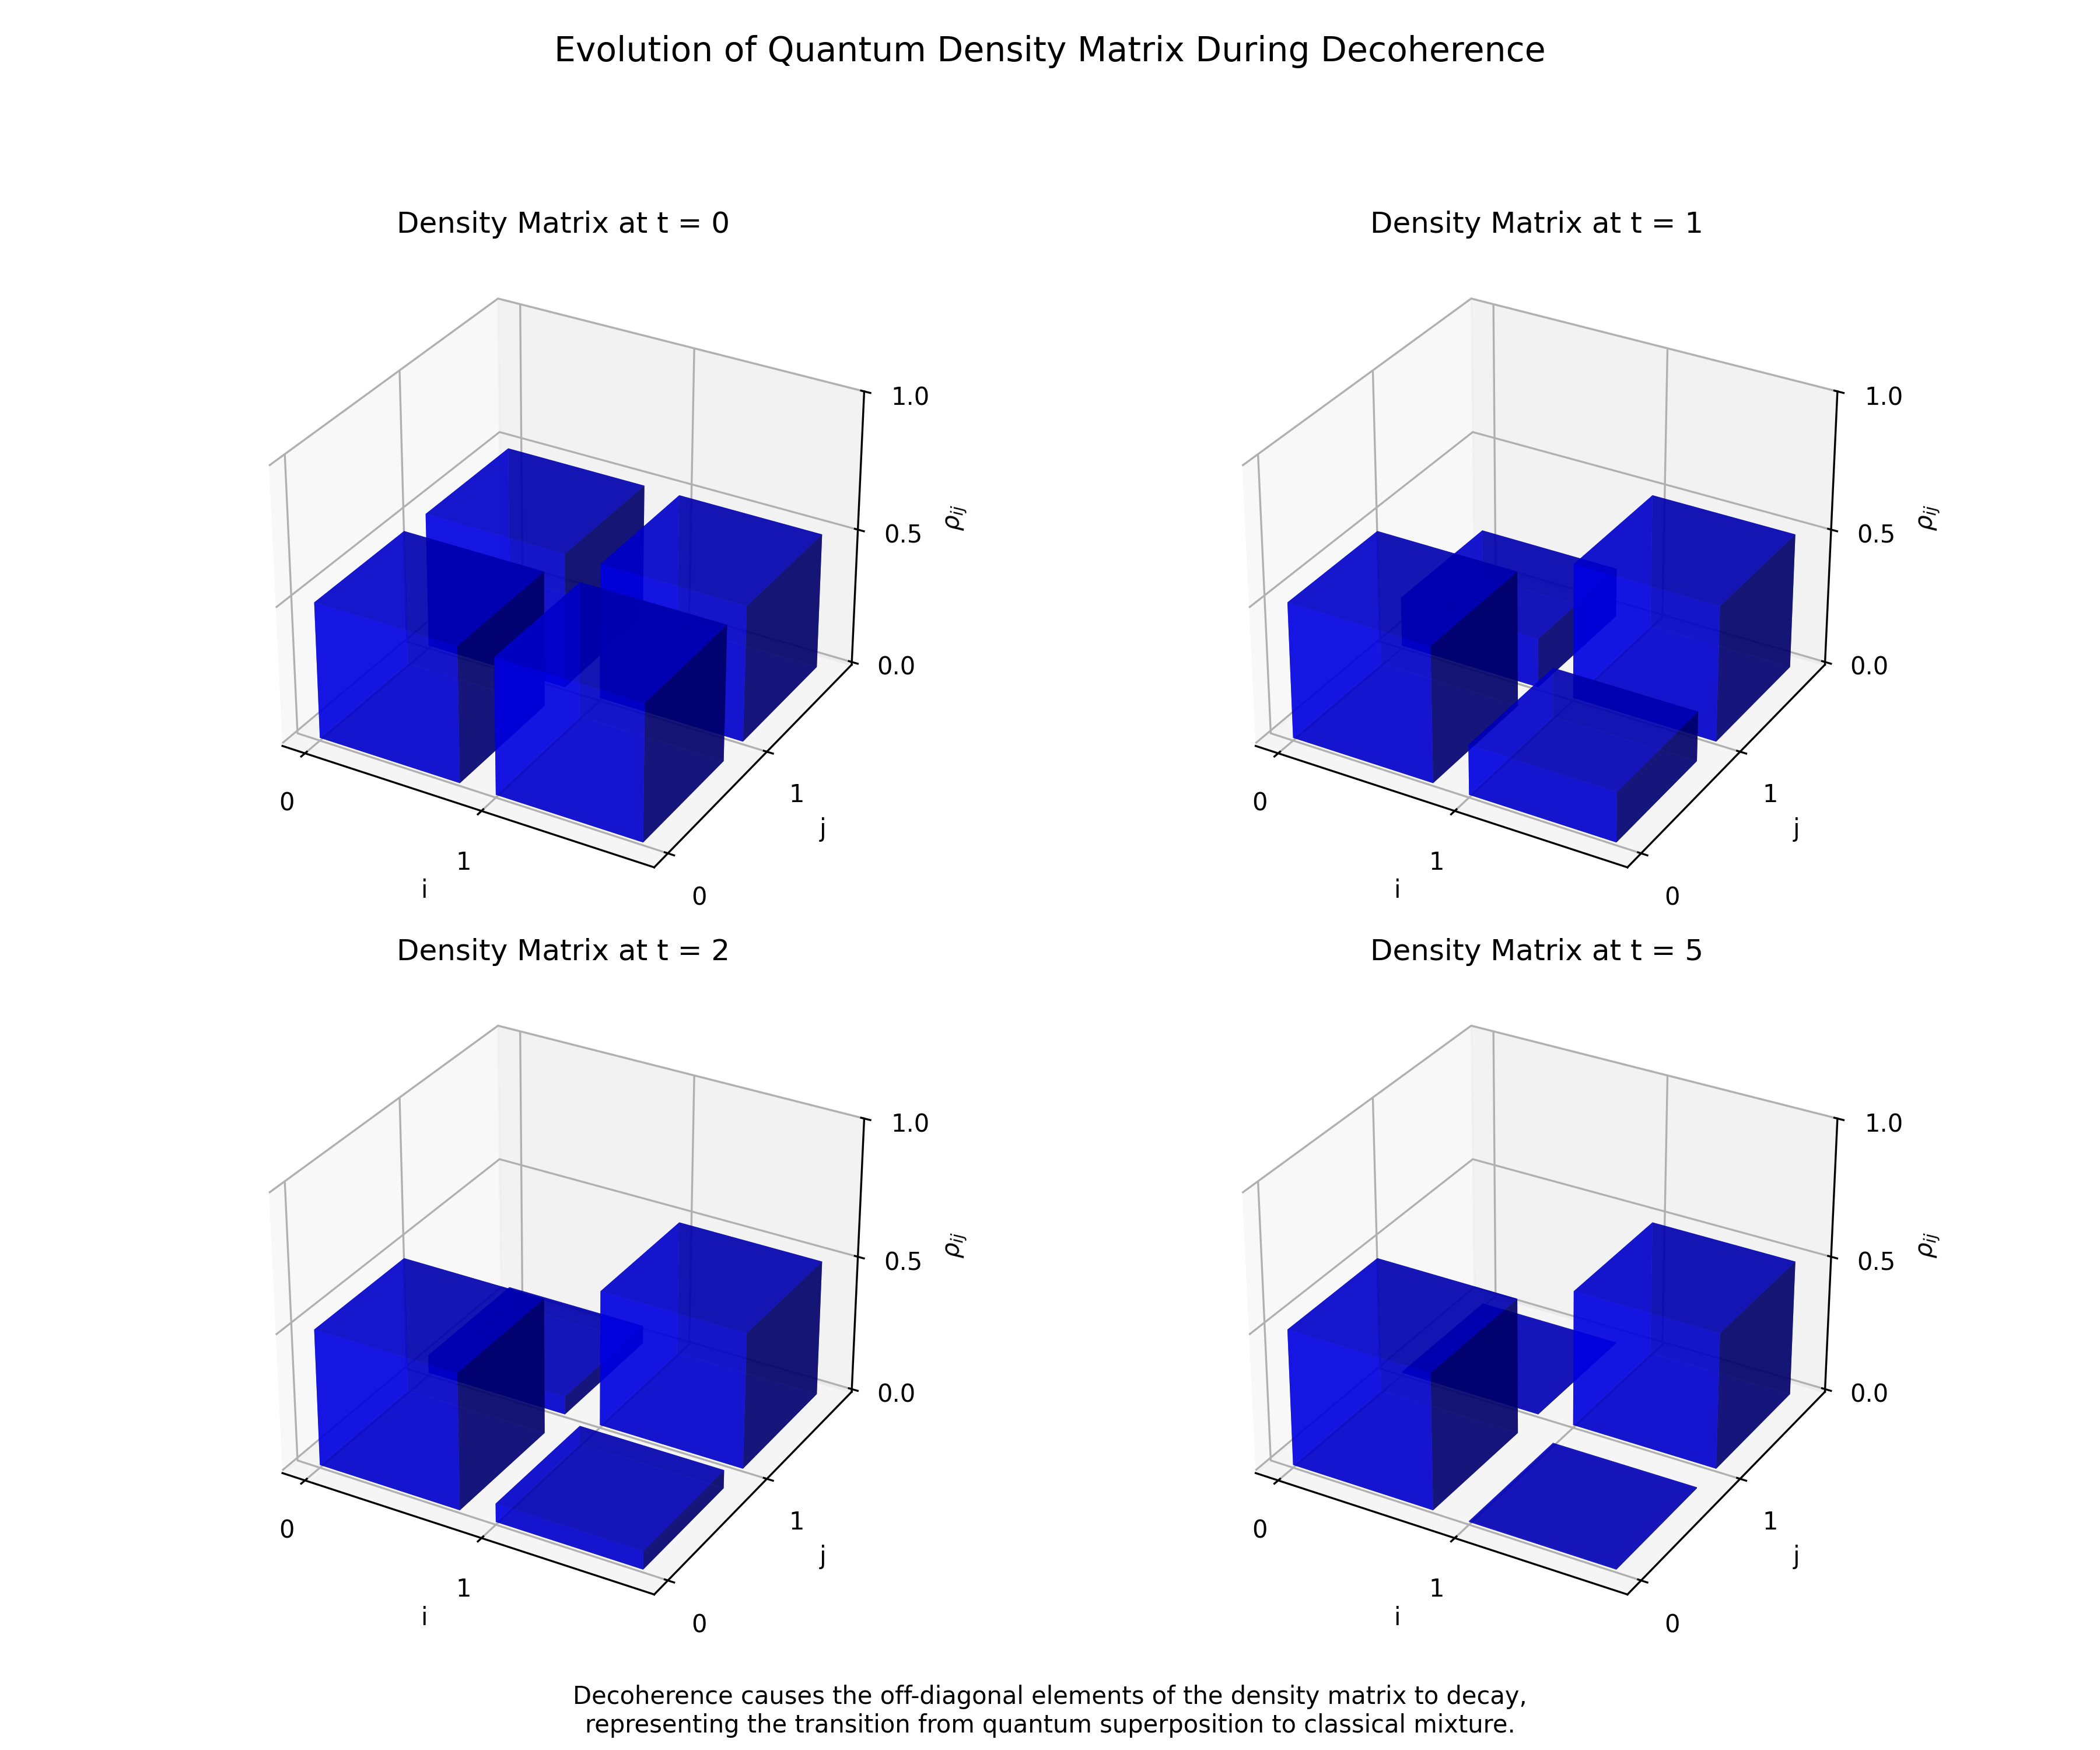 Evolution of Quantum Density Matrix During Decoherence
Density Matrix at t = 0
1.0
0.5
0.0
ρij
0
1
i
0
1
j
Density Matrix at t = 1
1.0
0.5
0.0
ρij
0
1
i
0
1
j
Density Matrix at t = 2
1.0
0.5
0.0
ρij
0
1
i
0
1
j
Density Matrix at t = 5
1.0
0.5
0.0
ρij
0
1
i
0
1
j
Decoherence causes the off-diagonal elements of the density matrix to decay,
representing the transition from quantum superposition to classical mixture.